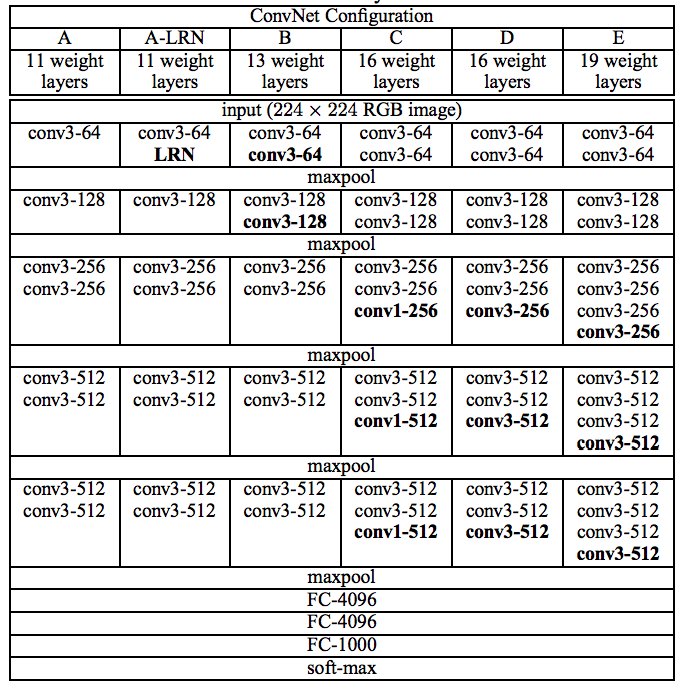 ConvNet Configuration
A A-LRN B C D E
11 weight 11 weight 13 weight 16 weight 16 weight 19 weight
layers layers layers layers layers layers
input (224 × 224 RGB image)
conv3-64 conv3-64 conv3-64 conv3-64 conv3-64 conv3-64
LRN conv3-64 conv3-64 conv3-64 conv3-64
maxpool
conv3-128 conv3-128 conv3-128 conv3-128 conv3-128 conv3-128
conv3-128 conv3-128 conv3-128 conv3-128
maxpool
conv3-256 conv3-256 conv3-256 conv3-256 conv3-256 conv3-256
conv3-256 conv3-256 conv3-256 conv3-256 conv3-256 conv3-256
conv1-256 conv3-256 conv3-256
conv3-256
maxpool
conv3-512 conv3-512 conv3-512 conv3-512 conv3-512 conv3-512
conv3-512 conv3-512 conv3-512 conv3-512 conv3-512 conv3-512
conv1-512 conv3-512 conv3-512
conv3-512
maxpool
conv3-512 conv3-512 conv3-512 conv3-512 conv3-512 conv3-512
conv3-512 conv3-512 conv3-512 conv3-512 conv3-512 conv3-512
conv1-512 conv3-512 conv3-512
conv3-512
maxpool
FC-4096
FC-4096
FC-1000
soft-max